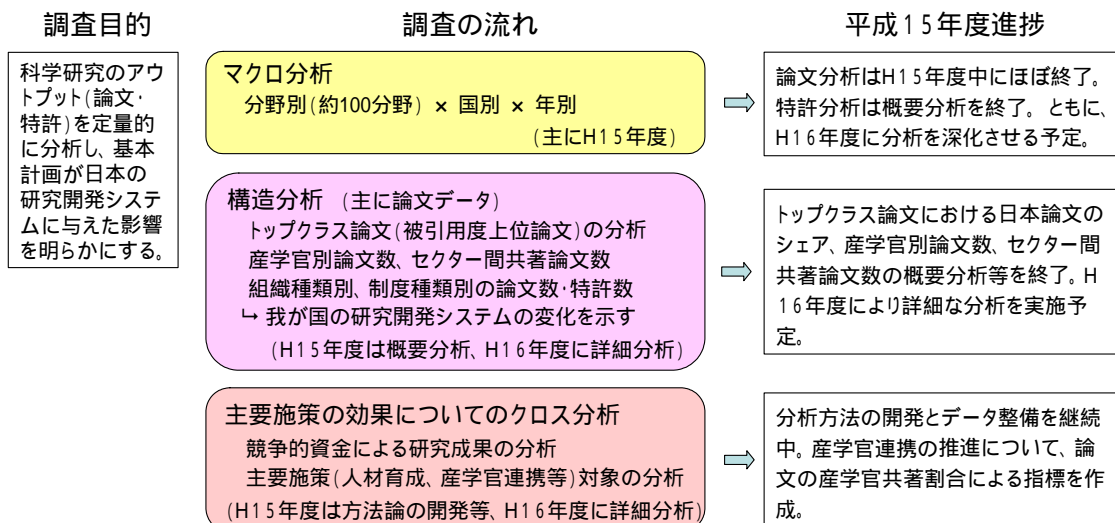 調査目的
調査の流れ
平成15年度進捗
科学研究のアウ
トプット(論文・
特許)を定量的
に分析し、基本
計画が日本の
研究開発システ
ムに与えた影響
を明らかにする。
マクロ分析
分野別(約100分野) × 国別 × 年別
(主にH15年度)
論文分析はH15年度中にほぼ終了。
特許分析は概要分析を終了。ともに、
H16年度に分析を深化させる予定。
構造分析 (主に論文データ)
トップクラス論文(被引用度上位論文)の分析
産学官別論文数、セクター間共著論文数
組織種類別、制度種類別の論文数・特許数
↳ 我が国の研究開発システムの変化を示す
(H15年度は概要分析、H16年度に詳細分析)
トップクラス論文における日本論文の
シェア、産学官別論文数、セクター間
共著論文数の概要分析等を終了。H
16年度により詳細な分析を実施予
定。
主要施策の効果についてのクロス分析
競争的資金による研究成果の分析
主要施策(人材育成、産学官連携等)対象の分析
(H15年度は方法論の開発等、H16年度に詳細分析)
分析方法の開発とデータ整備を継続
中。産学官連携の推進について、論
文の産学官共著割合による指標を作
成。